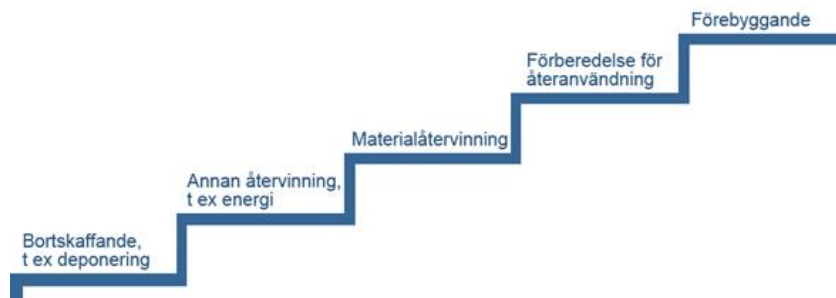 Förebyggande
Förberedelse för
återanvändning
Materialåtervinning
Annan återvinning,
t ex energi
Bortskaffande,
t ex deponering